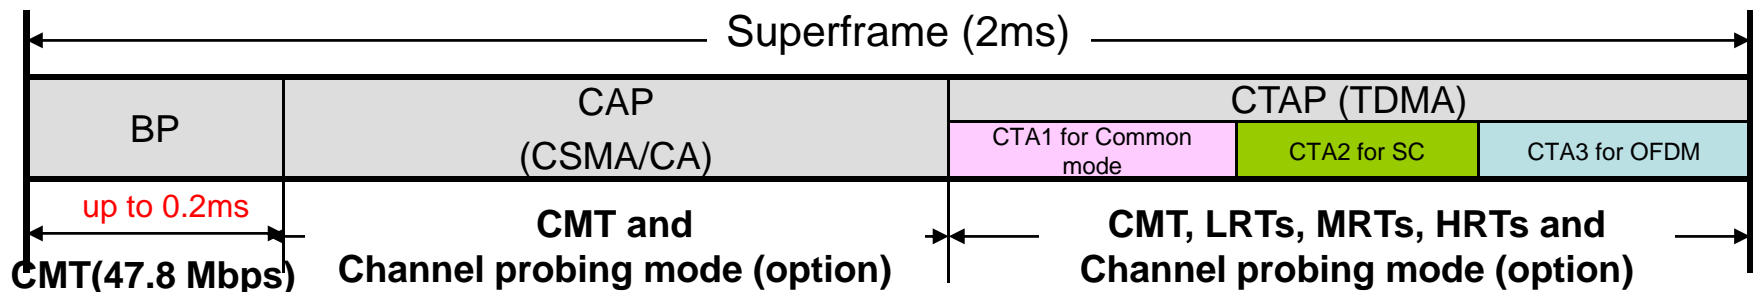 Superframe (2ms)
BP
CAP
(CSMA/CA)
CTAP (TDMA)
CTA1 for Common
mode
CTA2 for SC
CTA3 for OFDM
up to 0.2ms
CMT(47.8 Mbps)
CMT and
Channel probing mode (option)
CMT, LRTs, MRTs, HRTs and
Channel probing mode (option)